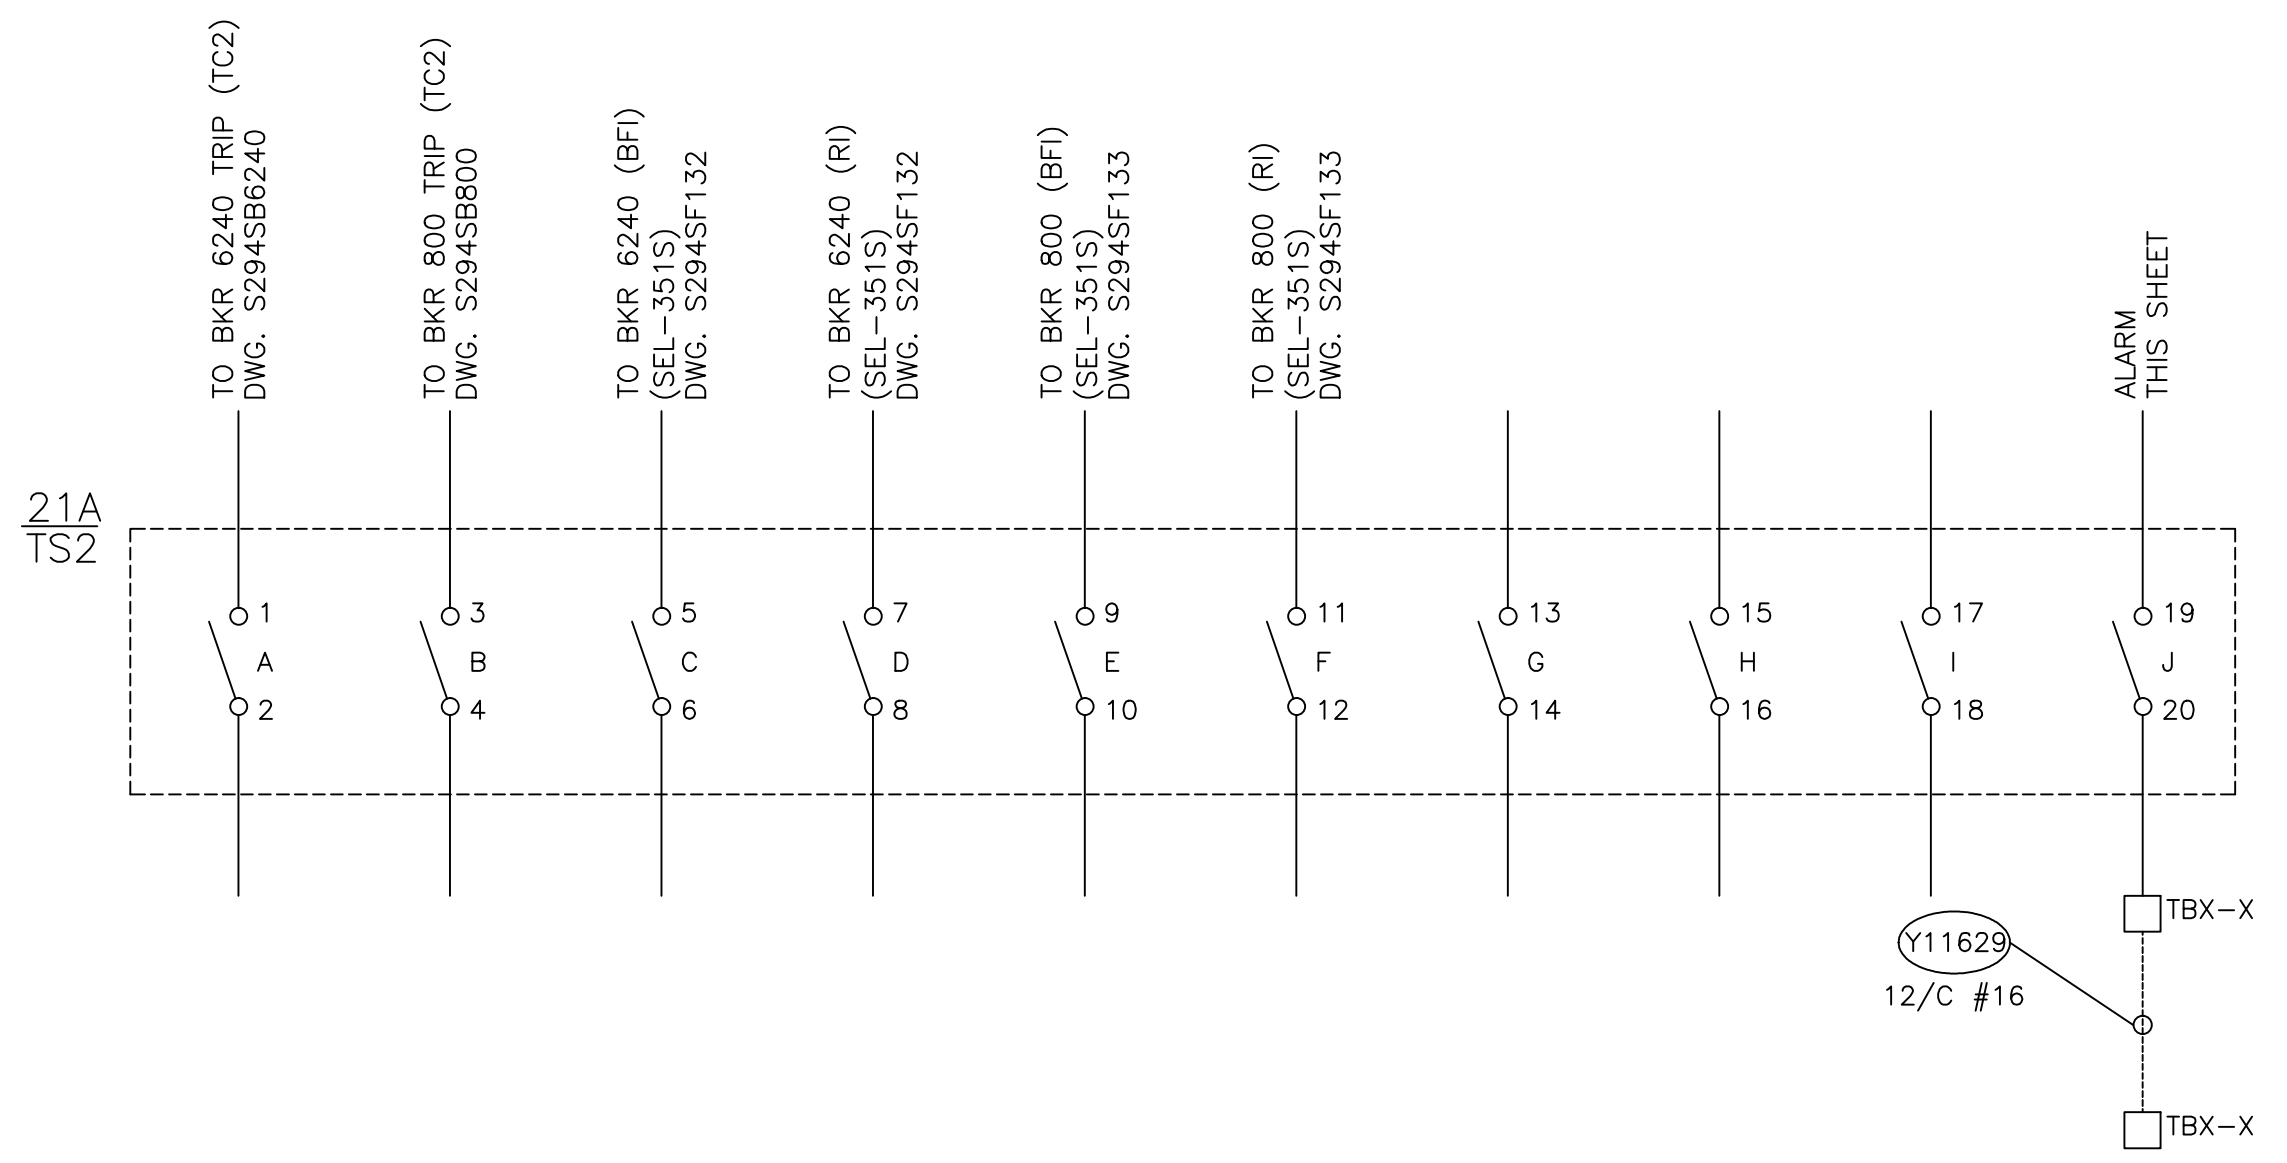 TO BKR 6240 TRIP (TC2)
DWG. S294SB6240
TO BKR 800 TRIP (TC2)
DWG. S294SB800
TO BKR 6240 (BFI)
(SEL-351S)
DWG. S294SF132
TO BKR 6240 (RI)
(SEL-351S)
DWG. S294SF132
TO BKR 800 (BFI)
(SEL-351S)
DWG. S294SF133
TO BKR 800 (RI)
(SEL-351S)
DWG. S294SF133
ALARM
THIS SHEET
21A
TS2
1
A
2
3
B
4
5
C
6
7
D
8
9
E
10
11
F
12
13
G
14
15
H
16
17
I
18
19
J
20
TBX-X
Y11629
12/C #16
TBX-X